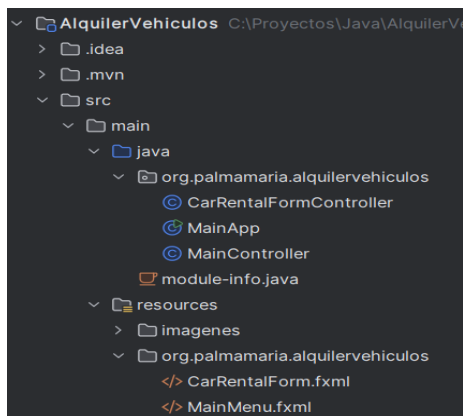 AlquilerVehiculos C:\Proyectos\Java\AlquilerVe
.idea
.mvn
src
main
java
org.palmamaria.alquilervehiculos
CarRentalFormController
MainApp
MainController
module-info.java
resources
imagenes
org.palmamaria.alquilervehiculos
</> CarRentalForm.fxml
</> MainMenu.fxml